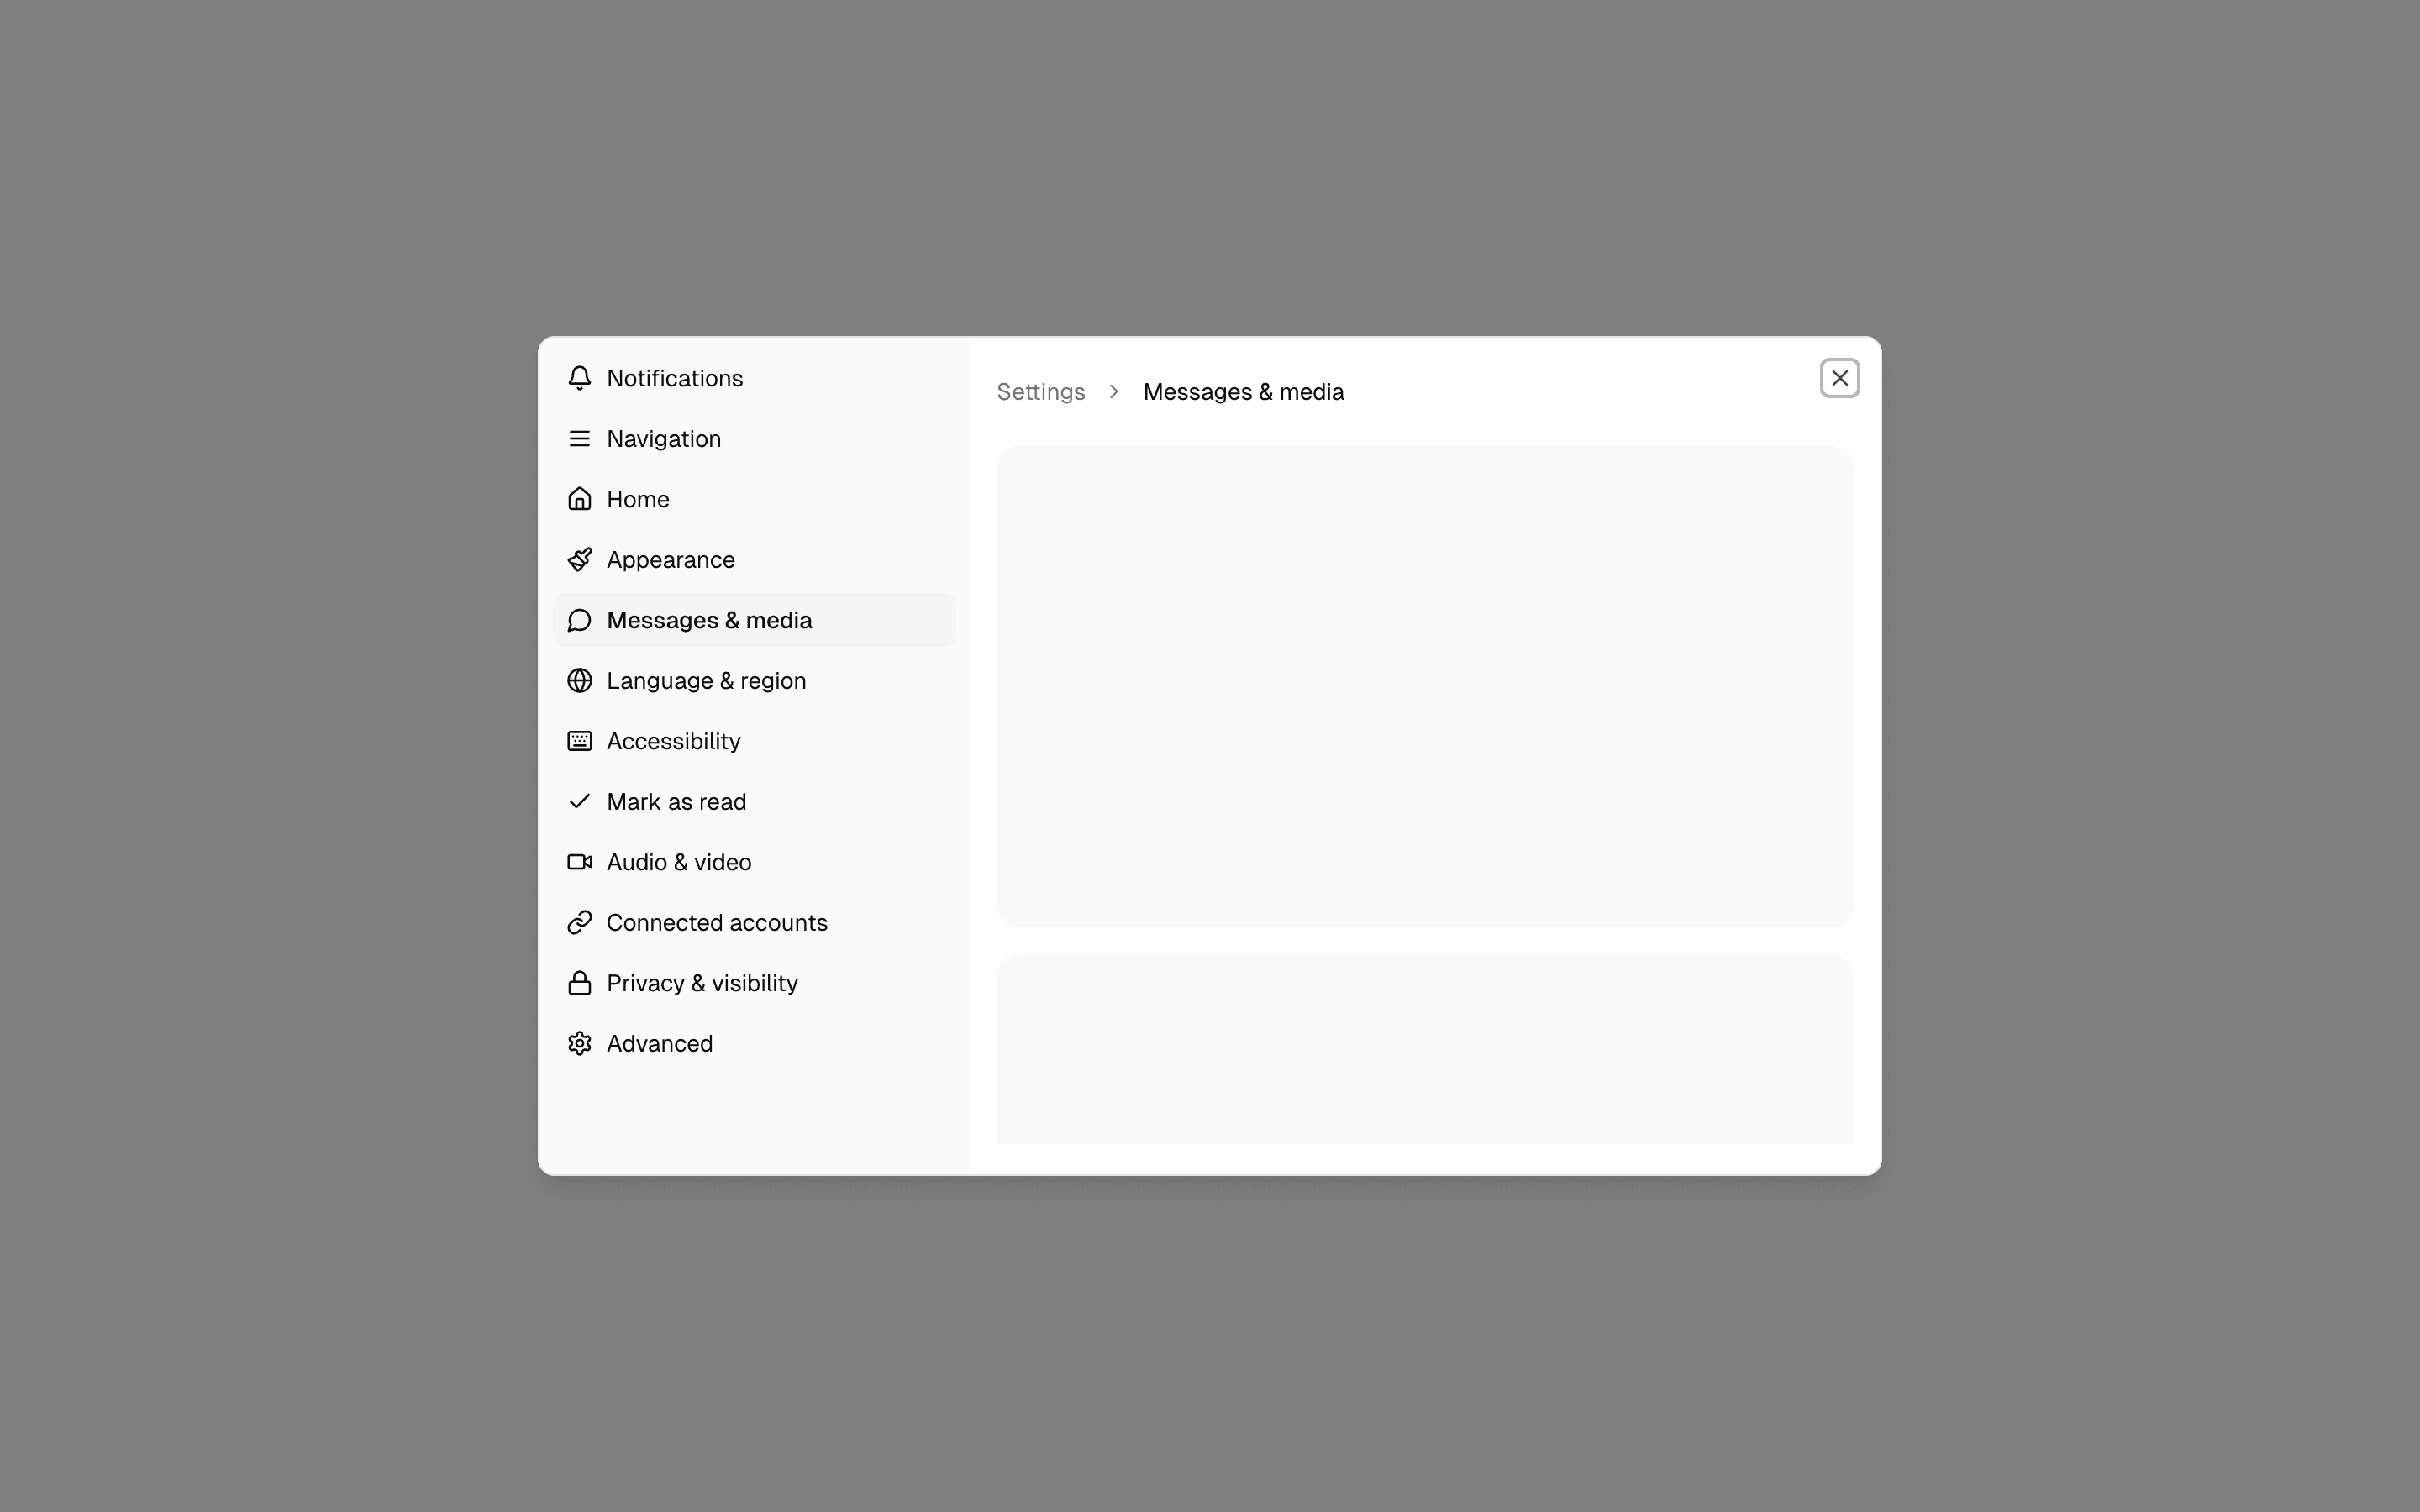 Notifications
Navigation
Home
Appearance
Messages & media
Language & region
Accessibility
Mark as read
Audio & video
Connected accounts
Privacy & visibility
Advanced
Settings
Messages & media